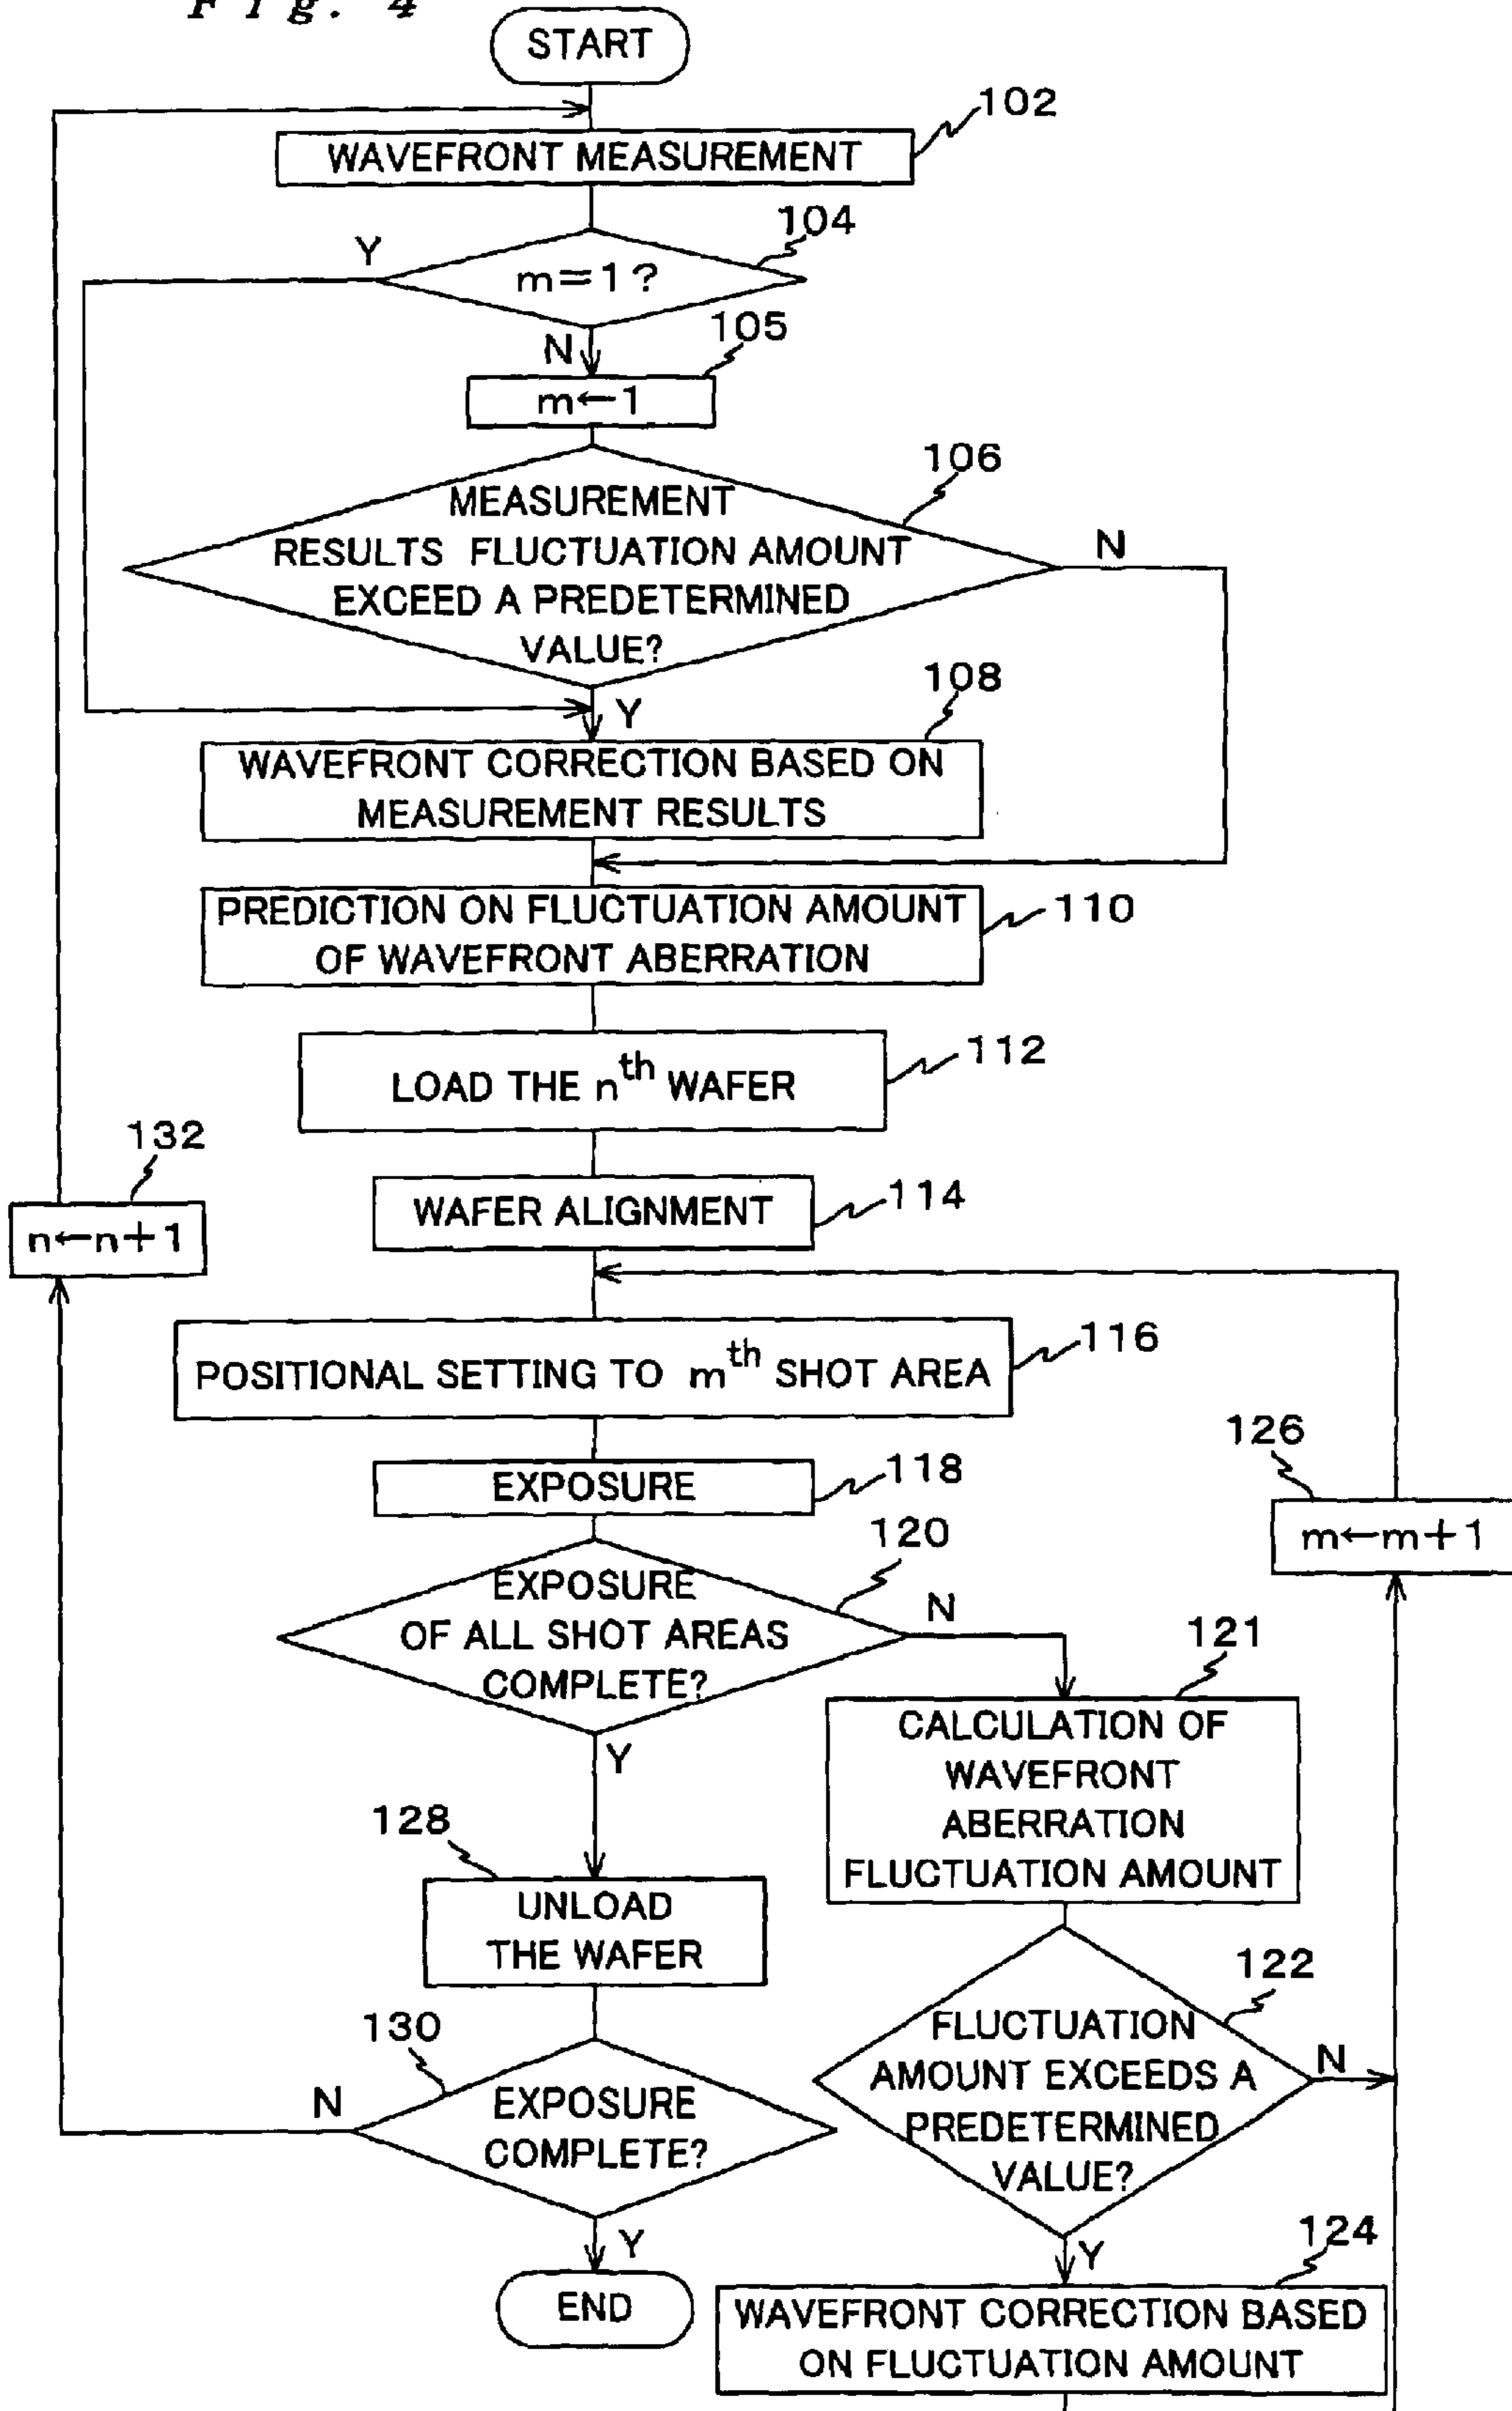 Fig. 4
START
102
WAVEFRONT MEASUREMENT
104
Y
m=1?
105
N
m←1
106
MEASUREMENT
RESULTS FLUCTUATION AMOUNT
EXCEED A PREDETERMINED
VALUE?
N
108
Y
WAVEFRONT CORRECTION BASED ON
MEASUREMENT RESULTS
PREDICTION ON FLUCTUATION AMOUNT
OF WAVEFRONT ABERRATION
110
LOAD THE nth WAFER
112
132
n←n+1
WAFER ALIGNMENT
114
POSITIONAL SETTING TO mth SHOT AREA
116
126
m←m+1
EXPOSURE
118
120
EXPOSURE
OF ALL SHOT AREAS
COMPLETE?
N
Y
121
CALCULATION OF
WAVEFRONT
ABERRATION
FLUCTUATION AMOUNT
128
UNLOAD
THE WAFER
122
FLUCTUATION
AMOUNT EXCEEDS A
PREDETERMINED
VALUE?
N
Y
130
N
EXPOSURE
COMPLETE?
Y
END
124
WAVEFRONT CORRECTION BASED
ON FLUCTUATION AMOUNT